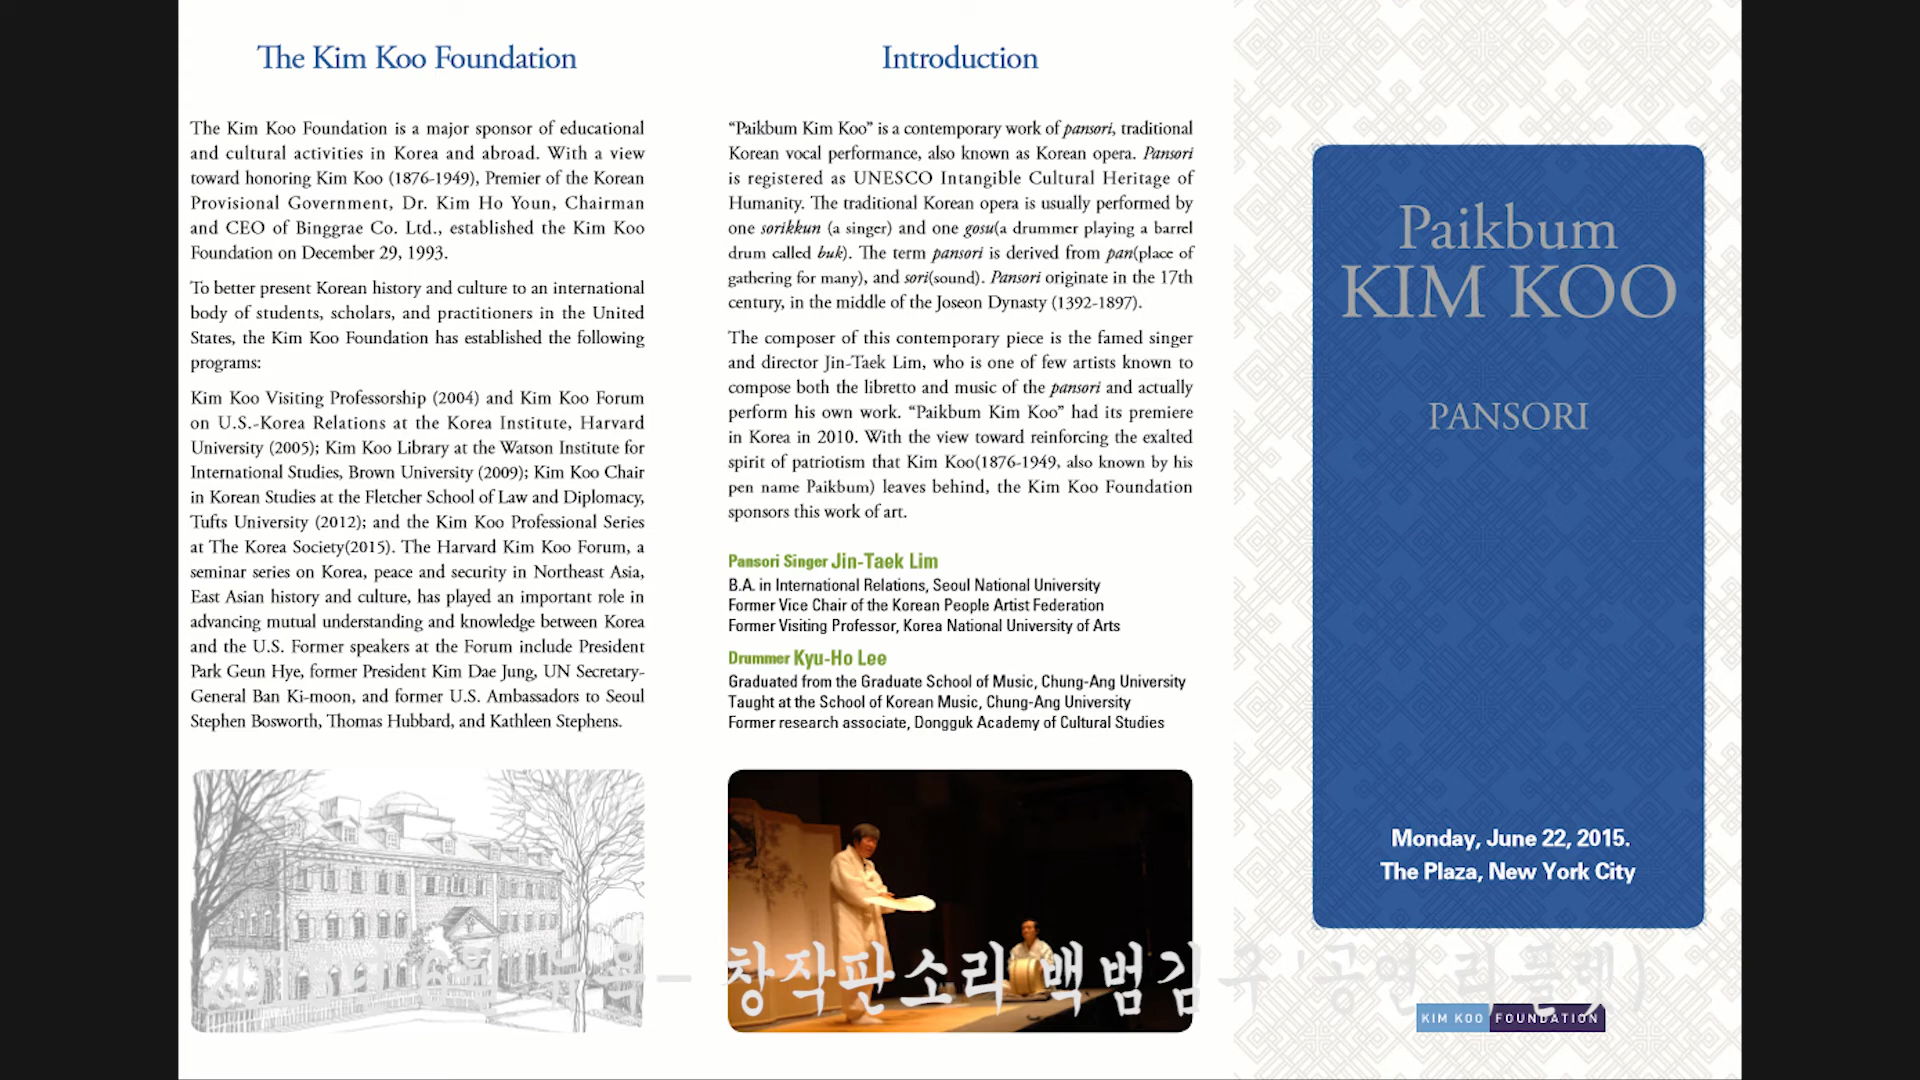 The Kim Koo Foundation
The Kim Koo Foundation is a major sponsor of educational
and cultural activities in Korea and abroad. With a view
toward honoring Kim Koo (1876-1949), Premier of the Korean
Provisional Government, Dr. Kim Ho Youn, Chairman
and CEO of Binggrae Co. Ltd., established the Kim Koo
Foundation on December 29, 1993.
To better present Korean history and culture to an international
body of students, scholars, and practitioners in the United
States, the Kim Koo Foundation has established the following
programs:
Kim Koo Visiting Professorship (2004) and Kim Koo Forum
on U.S.-Korea Relations at the Korea Institute, Harvard
University (2005); Kim Koo Library at the Watson Institute for
International Studies, Brown University (2009); Kim Koo Chair
in Korean Studies at the Fletcher School of Law and Diplomacy,
Tufts University (2012); and the Kim Koo Professional Series
at The Korea Society(2015). The Harvard Kim Koo Forum, a
seminar series on Korea, peace and security in Northeast Asia,
East Asian history and culture, has played an important role in
advancing mutual understanding and knowledge between Korea
and the U.S. Former speakers at the Forum include President
Park Geun Hye, former President Kim Dae Jung, UN Secretary-
General Ban Ki-moon, and former U.S. Ambassadors to Seoul
Stephen Bosworth, Thomas Hubbard, and Kathleen Stephens.
Introduction
“Paikbum Kim Koo” is a contemporary work of pansori, traditional
Korean vocal performance, also known as Korean opera. Pansori
is registered as UNESCO Intangible Cultural Heritage of
Humanity. The traditional Korean opera is usually performed by
one sorikkun (a singer) and one gosu(a drummer playing a barrel
drum called buk). The term pansori is derived from pan(place of
gathering for many), and sori(sound). Pansori originate in the 17th
century, in the middle of the Joseon Dynasty (1392-1897).
The composer of this contemporary piece is the famed singer
and director Jin-Taek Lim, who is one of few artists known to
compose both the libretto and music of the pansori and actually
perform his own work. “Paikbum Kim Koo” had its premiere
in Korea in 2010. With the view toward reinforcing the exalted
spirit of patriotism that Kim Koo(1876-1949, also known by his
pen name Paikbum) leaves behind, the Kim Koo Foundation
sponsors this work of art.
Pansori Singer Jin-Taek Lim
B.A. in International Relations, Seoul National University
Former Vice Chair of the Korean People Artist Federation
Former Visiting Professor, Korea National University of Arts
Drummer Kyu-Ho Lee
Graduated from the Graduate School of Music, Chung-Ang University
Taught at the School of Korean Music, Chung-Ang University
Former research associate, Dongguk Academy of Cultural Studies
Paikbum
KIM KOO
PANSORI
Monday, June 22, 2015.
The Plaza, New York City
6월 뉴욕- 창작판소리 백범김구'공연 리플렛)
KIM KOO FOUNDATION